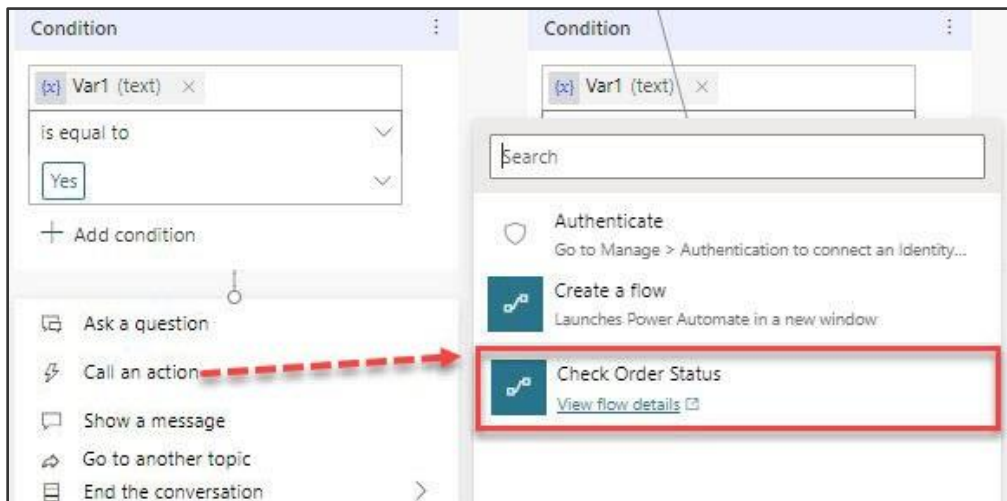 Condition
{x} Var1 (text) ×
is equal to
Yes
+ Add condition
Ask a question
Call an action
Show a message
Go to another topic
End the conversation
Condition
{x} Var1 (text) ×
Search
Authenticate
Go to Manage > Authentication to connect an Identity...
Create a flow
Launches Power Automate in a new window
Check Order Status
View flow details